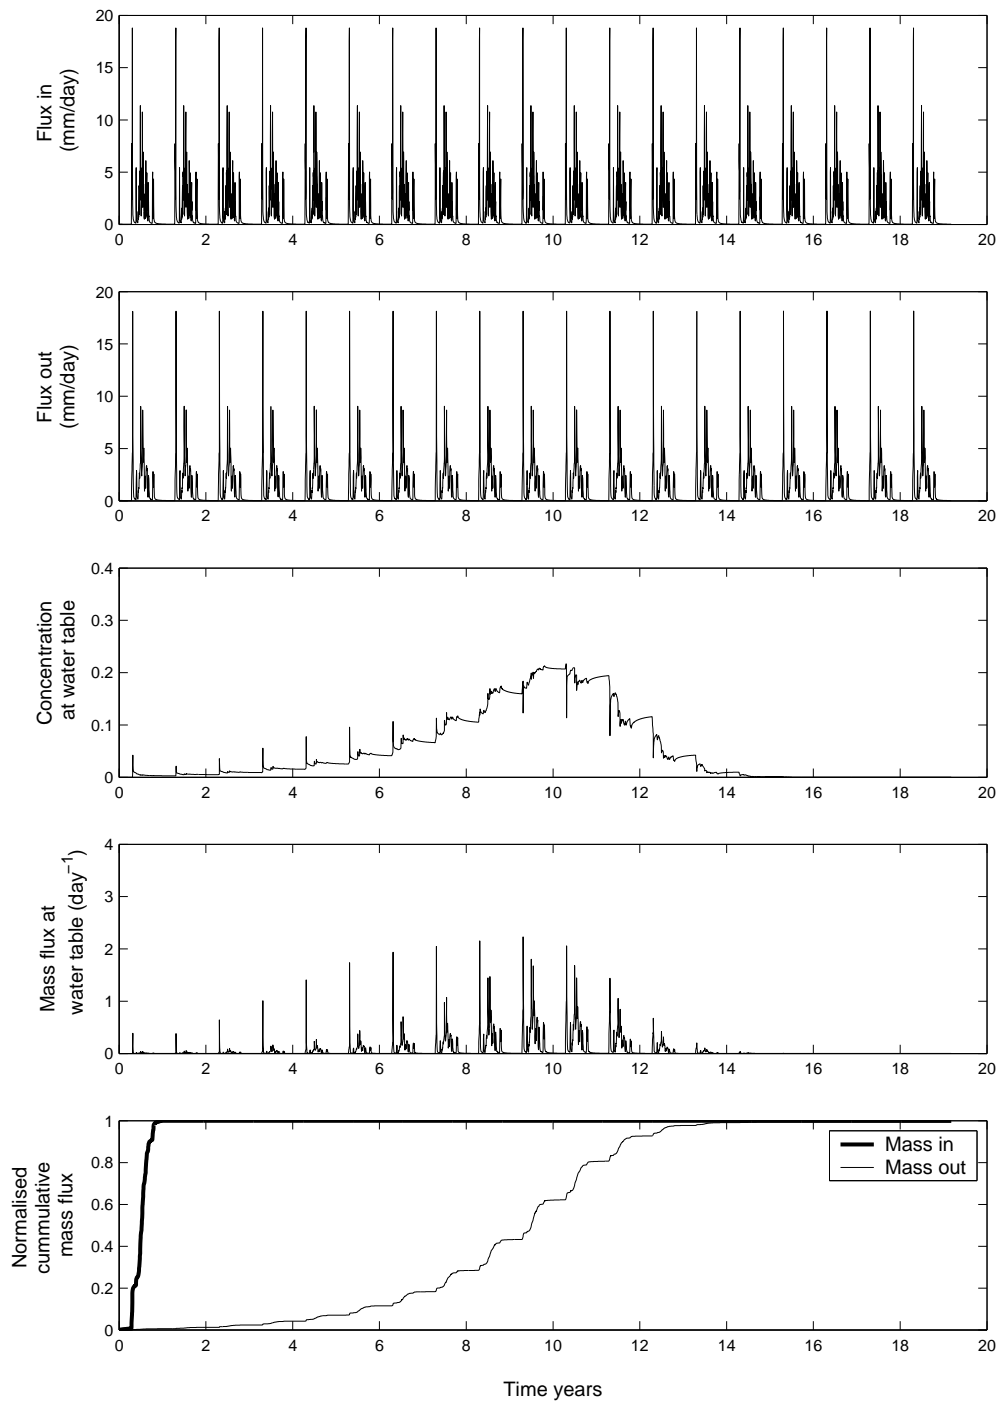 Flux in
(mm/day)
20
15
10
5
0
0 2 4 6 8 10 12 14 16 18 20
Flux out
(mm/day)
20
15
10
5
0
0 2 4 6 8 10 12 14 16 18 20
Concentration
at water table
0.4
0.3
0.2
0.1
0
0 2 4 6 8 10 12 14 16 18 20
Mass flux at
water table (day⁻¹)
4
3
2
1
0
0 2 4 6 8 10 12 14 16 18 20
Normalised
cummulative
mass flux
1
0.8
0.6
0.4
0.2
0
Mass in
Mass out
0 2 4 6 8 10 12 14 16 18 20
Time years